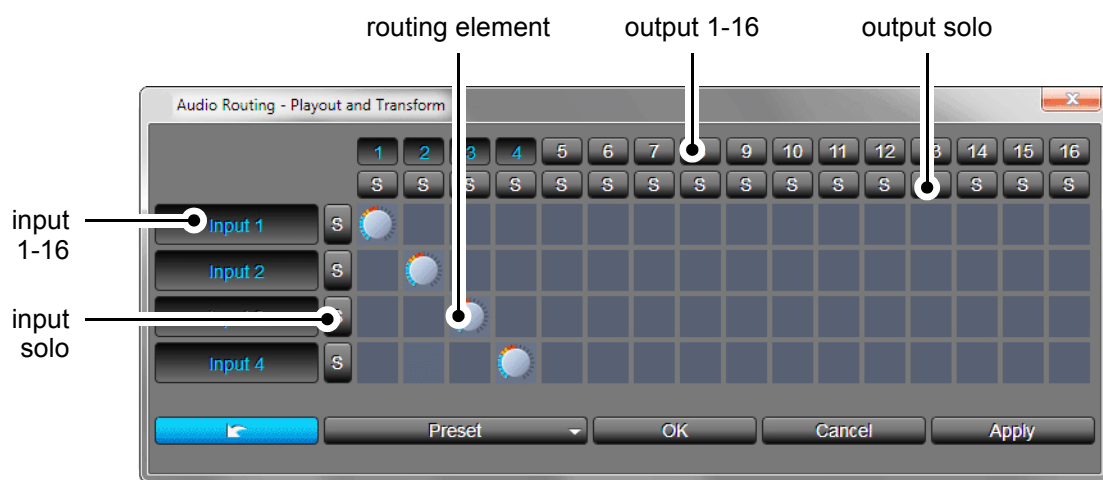 routing element output 1-16 output solo
Audio Routing - Playout and Transform
1 2 3 4 5 6 7 9 10 11 12 14 15 16
S S S S S S S S S S S S S S S
input
1-16
Input 1 S
Input 2 S
input
solo
Input 4 S
Preset OK Cancel Apply